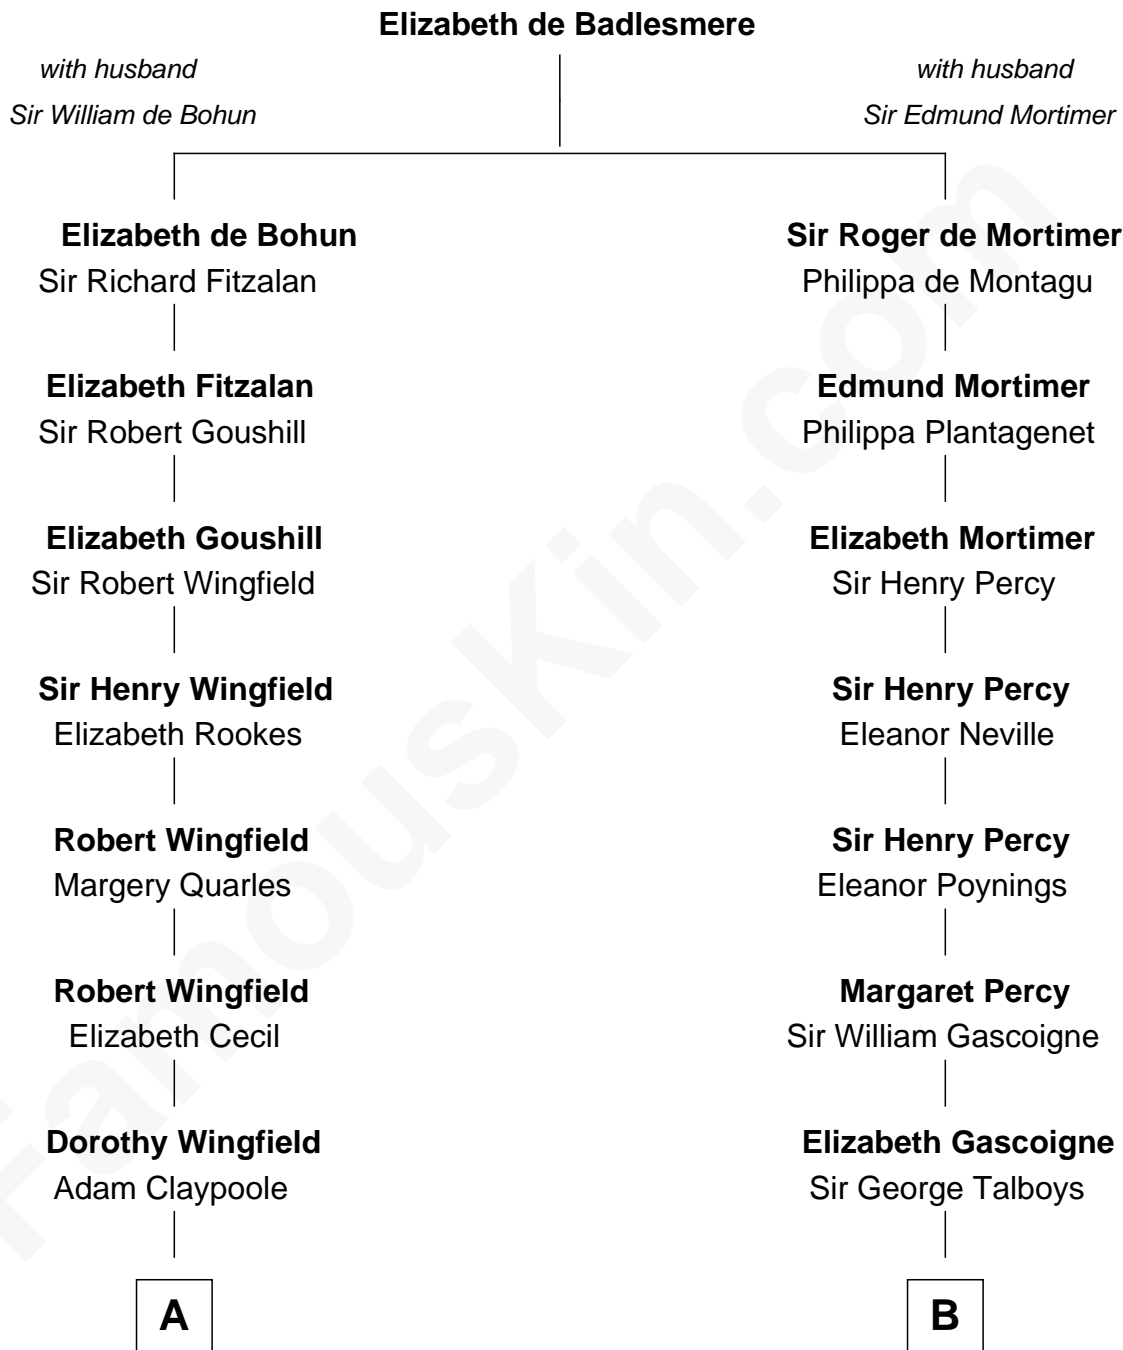 Elizabeth de Badlesmere
with husband
Sir William de Bohun
with husband
Sir Edmund Mortimer
Elizabeth de Bohun
Sir Richard Fitzalan
Sir Roger de Mortimer
Philippa de Montagu
Elizabeth Fitzalan
Sir Robert Goushill
Edmund Mortimer
Philippa Plantagenet
Elizabeth Goushill
Sir Robert Wingfield
Elizabeth Mortimer
Sir Henry Percy
Sir Henry Wingfield
Elizabeth Rookes
Sir Henry Percy
Eleanor Neville
Robert Wingfield
Margery Quarles
Sir Henry Percy
Eleanor Poynings
Robert Wingfield
Elizabeth Cecil
Margaret Percy
Sir William Gascoigne
Dorothy Wingfield
Adam Claypoole
Elizabeth Gascoigne
Sir George Talboys
A
B
FamousKin.com